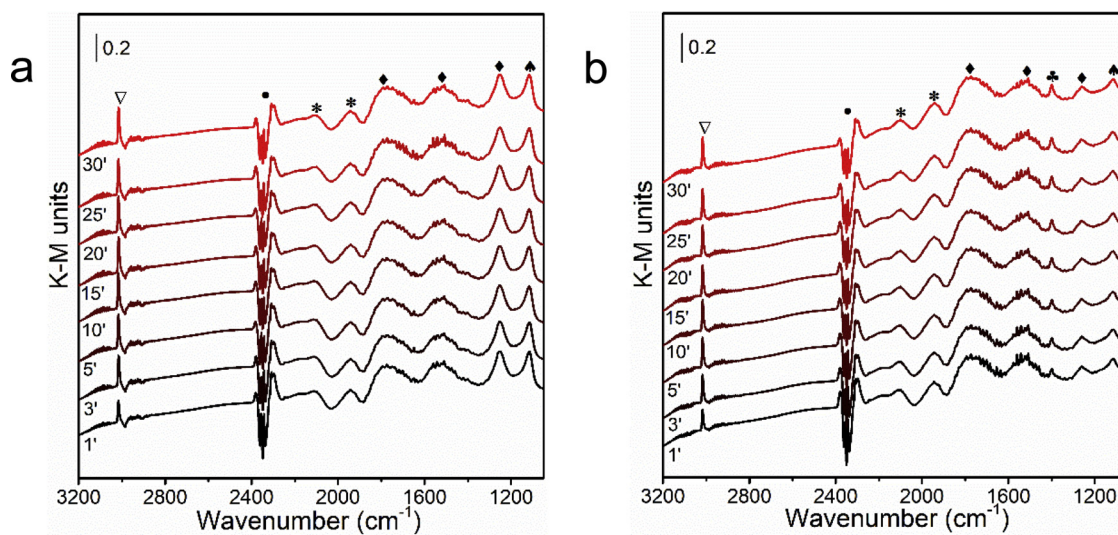 a
0.2
▽ • * * ♦ ♦ ♦ ♠
30'
25'
20'
15'
10'
5'
3'
1'
K-M units
3200 2800 2400 2000 1600 1200
Wavenumber (cm⁻¹)
b
0.2
▽ • * * ♦ ♦ ♣ ♦ ♠
30'
25'
20'
15'
10'
5'
3'
1'
K-M units
3200 2800 2400 2000 1600 1200
Wavenumber (cm⁻¹)